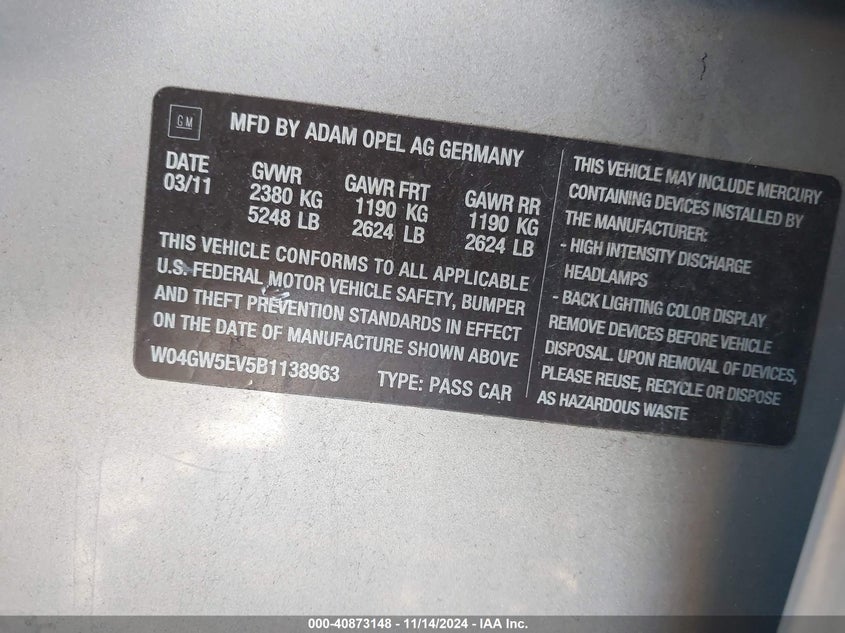 GM
MFD BY ADAM OPEL AG GERMANY
DATE
03/11
GVWR
2380 KG
5248 LB
GAWR FRT
1190 KG
2624 LB
GAWR RR
1190 KG
2624 LB
THIS VEHICLE CONFORMS TO ALL APPLICABLE
U.S. FEDERAL MOTOR VEHICLE SAFETY, BUMPER
AND THEFT PREVENTION STANDARDS IN EFFECT
ON THE DATE OF MANUFACTURE SHOWN ABOVE
W04GW5EV5B1138963
TYPE: PASS CAR
THIS VEHICLE MAY INCLUDE MERCURY
CONTAINING DEVICES INSTALLED BY
THE MANUFACTURER:
- HIGH INTENSITY DISCHARGE
HEADLAMPS
- BACK LIGHTING COLOR DISPLAY
REMOVE DEVICES BEFORE VEHICLE
DISPOSAL. UPON REMOVAL OF DEVICES,
PLEASE REUSE, RECYCLE OR DISPOSE
AS HAZARDOUS WASTE
000-40873148 - 11/14/2024 - IAA Inc.